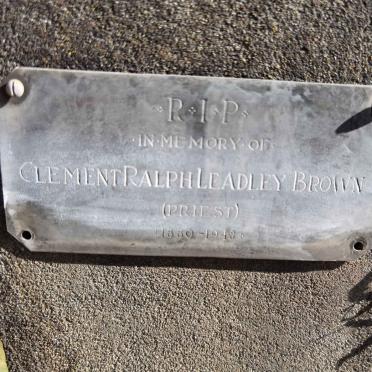 R·I·P
·IN·MEMORY·OF·
CLEMENT RALPH LEADLEY BROWN
(PRIEST)